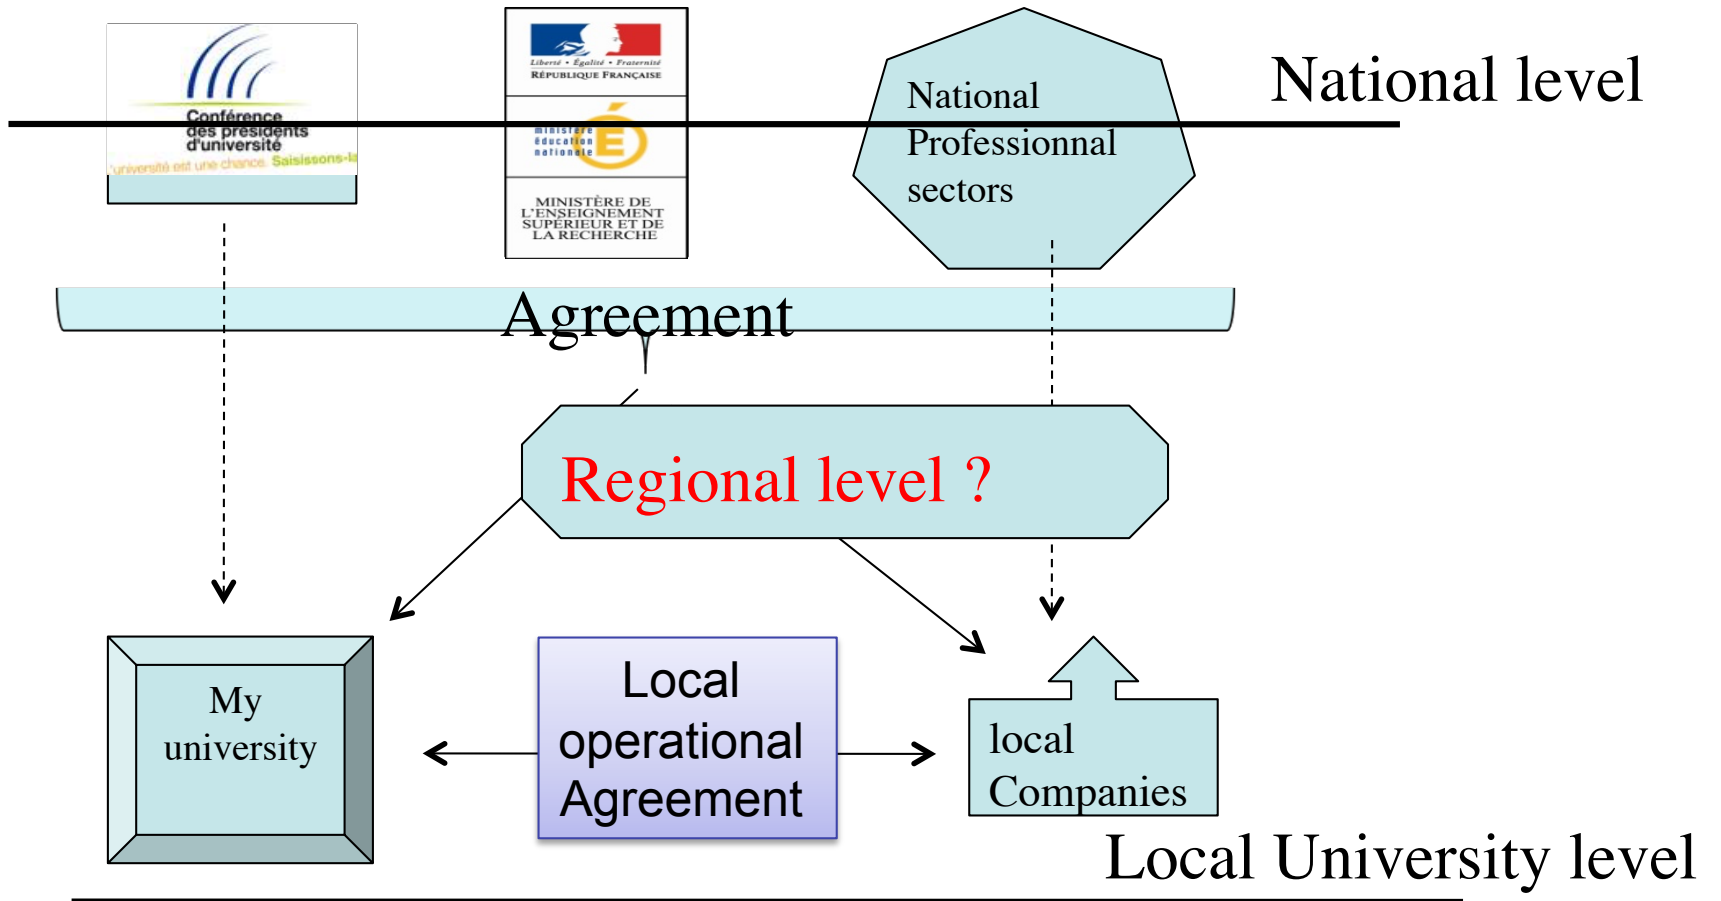 Conférence
des présidents
d'université
'université est une chance. Saisissons-la
Liberté • Égalité • Fraternité
RÉPUBLIQUE FRANÇAISE
ministère
éducation
nationale
É
MINISTÈRE DE
L'ENSEIGNEMENT
SUPÉRIEUR ET DE
LA RECHERCHE
National
Professionnal
sectors
National level
Agreement
Regional level ?
My
university
Local
operational
Agreement
local
Companies
Local University level